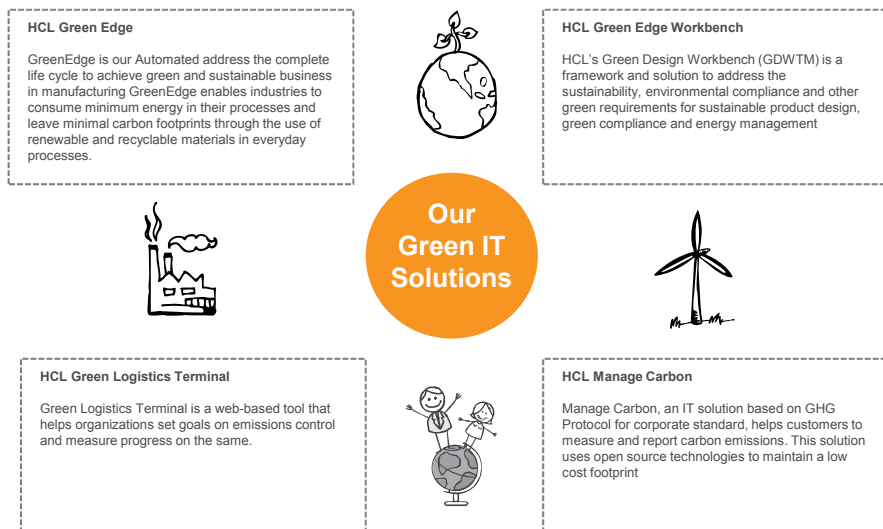 HCL Green Edge
GreenEdge is our Automated address the complete
life cycle to achieve green and sustainable business
in manufacturing GreenEdge enables industries to
consume minimum energy in their processes and
leave minimal carbon footprints through the use of
renewable and recyclable materials in everyday
processes.
HCL Green Edge Workbench
HCL's Green Design Workbench (GDWTM) is a
framework and solution to address the
sustainability, environmental compliance and other
green requirements for sustainable product design,
green compliance and energy management
Our
Green IT
Solutions
HCL Green Logistics Terminal
Green Logistics Terminal is a web-based tool that
helps organizations set goals on emissions control
and measure progress on the same.
HCL Manage Carbon
Manage Carbon, an IT solution based on GHG
Protocol for corporate standard, helps customers to
measure and report carbon emissions. This solution
uses open source technologies to maintain a low
cost footprint